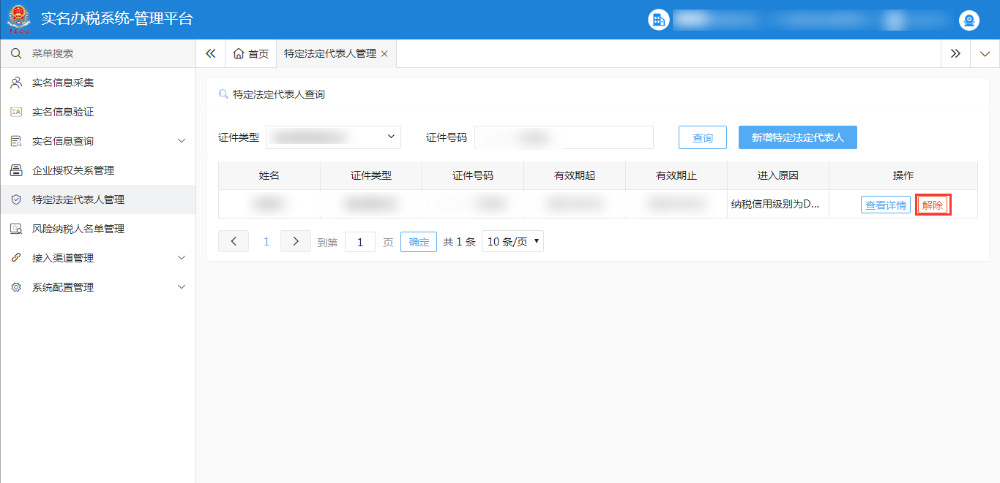 实名办税系统-管理平台
菜单搜索
首页
特定法定代表人管理
实名信息采集
实名信息验证
实名信息查询
企业授权关系管理
特定法定代表人管理
风险纳税人名单管理
接入渠道管理
系统配置管理
特定法定代表人查询
证件类型 证件号码 查询 新增特定法定代表人
姓名 证件类型 证件号码 有效期起 有效期止 进入原因 操作
纳税信用级别为D... 查看详情 解除
1 到第 1 页 确定 共 1 条 10 条/页